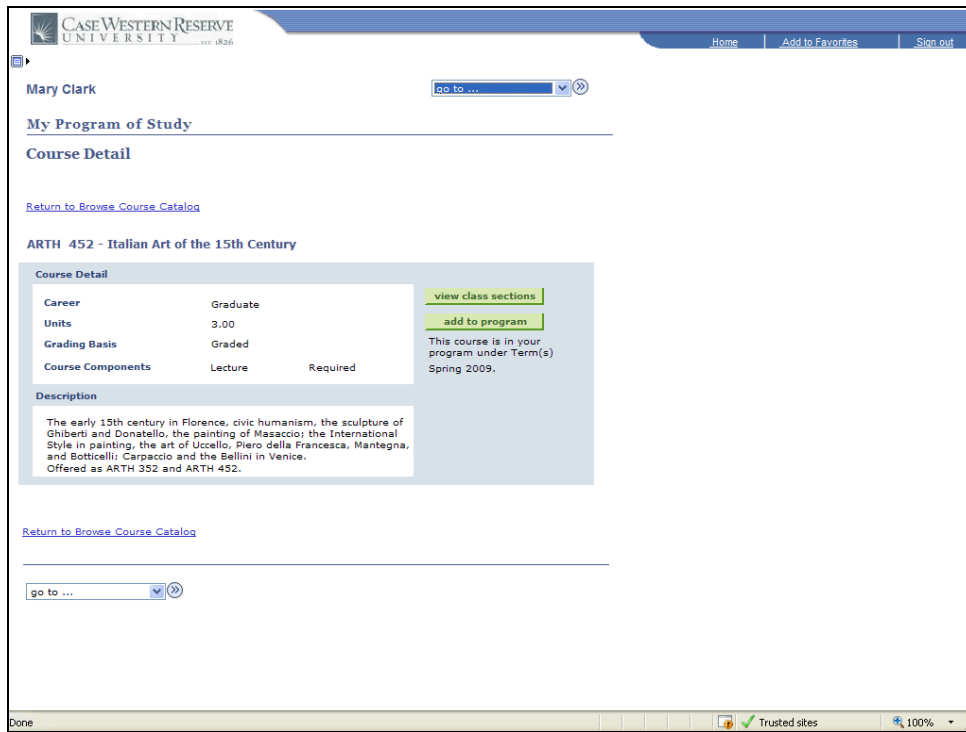 CASE WESTERN RESERVE
UNIVERSITY EST. 1826
Home Add to Favorites Sign out
Mary Clark
go to ...
My Program of Study
Course Detail
Return to Browse Course Catalog
ARTH 452 - Italian Art of the 15th Century
Course Detail
Career Graduate
Units 3.00
Grading Basis Graded
Course Components Lecture Required
view class sections
add to program
This course is in your
program under Term(s)
Spring 2009.
Description
The early 15th century in Florence, civic humanism, the sculpture of
Ghiberti and Donatello, the painting of Masaccio; the International
Style in painting, the art of Uccello, Piero della Francesca, Mantegna,
and Botticelli; Carpaccio and the Bellini in Venice.
Offered as ARTH 352 and ARTH 452.
Return to Browse Course Catalog
go to ...
Done Trusted sites 100%